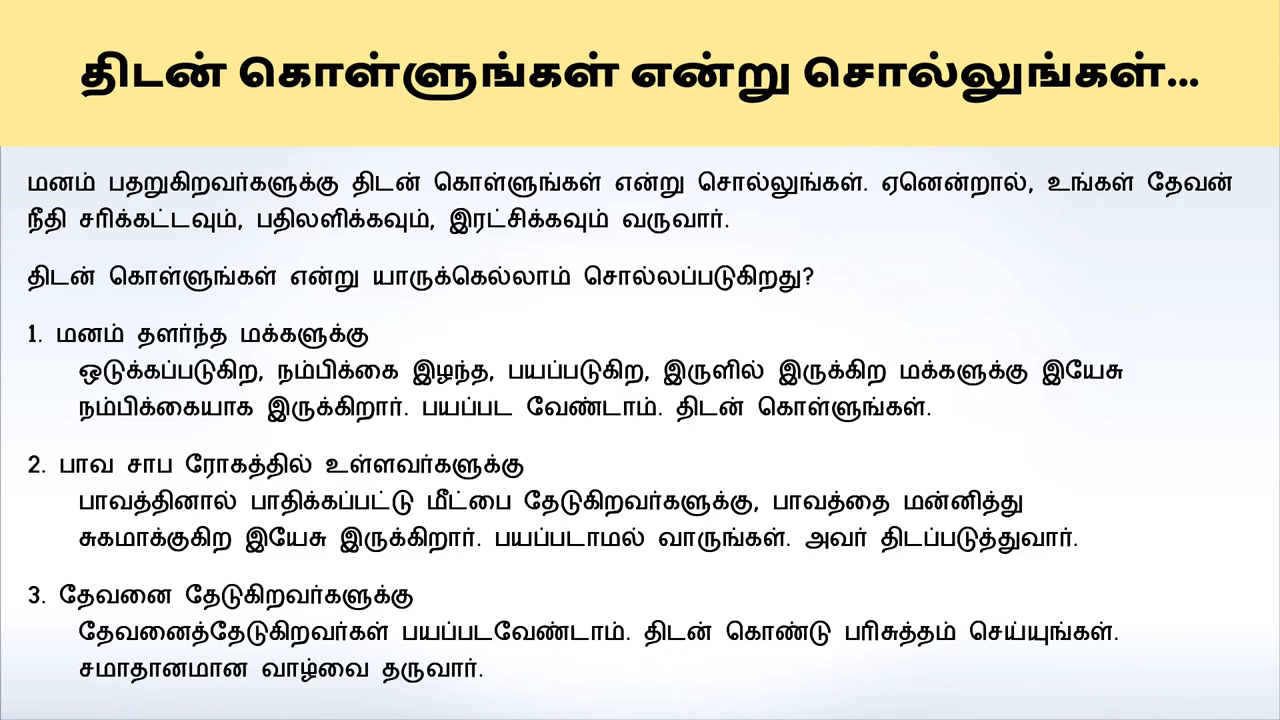 திடன் கொள்ளுங்கள் என்று சொல்லுங்கள்...
மனம் பதறுகிறவர்களுக்கு திடன் கொள்ளுங்கள் என்று சொல்லுங்கள். ஏனென்றால், உங்கள் தேவன்
நீதி சரிக்கட்டவும், பதிலளிக்கவும், இரட்சிக்கவும் வருவார்.
திடன் கொள்ளுங்கள் என்று யாருக்கெல்லாம் சொல்லப்படுகிறது?
1. மனம் தளர்ந்த மக்களுக்கு
ஒடுக்கப்படுகிற, நம்பிக்கை இழந்த, பயப்படுகிற, இருளில் இருக்கிற மக்களுக்கு இயேசு
நம்பிக்கையாக இருக்கிறார். பயப்பட வேண்டாம். திடன் கொள்ளுங்கள்.
2. பாவ சாப ரோகத்தில் உள்ளவர்களுக்கு
பாவத்தினால் பாதிக்கப்பட்டு மீட்பை தேடுகிறவர்களுக்கு, பாவத்தை மன்னித்து
சுகமாக்குகிற இயேசு இருக்கிறார். பயப்படாமல் வாருங்கள். அவர் திடப்படுத்துவார்.
3. தேவனை தேடுகிறவர்களுக்கு
தேவனைத்தேடுகிறவர்கள் பயப்படவேண்டாம். திடன் கொண்டு பரிசுத்தம் செய்யுங்கள்.
சமாதானமான வாழ்வை தருவார்.